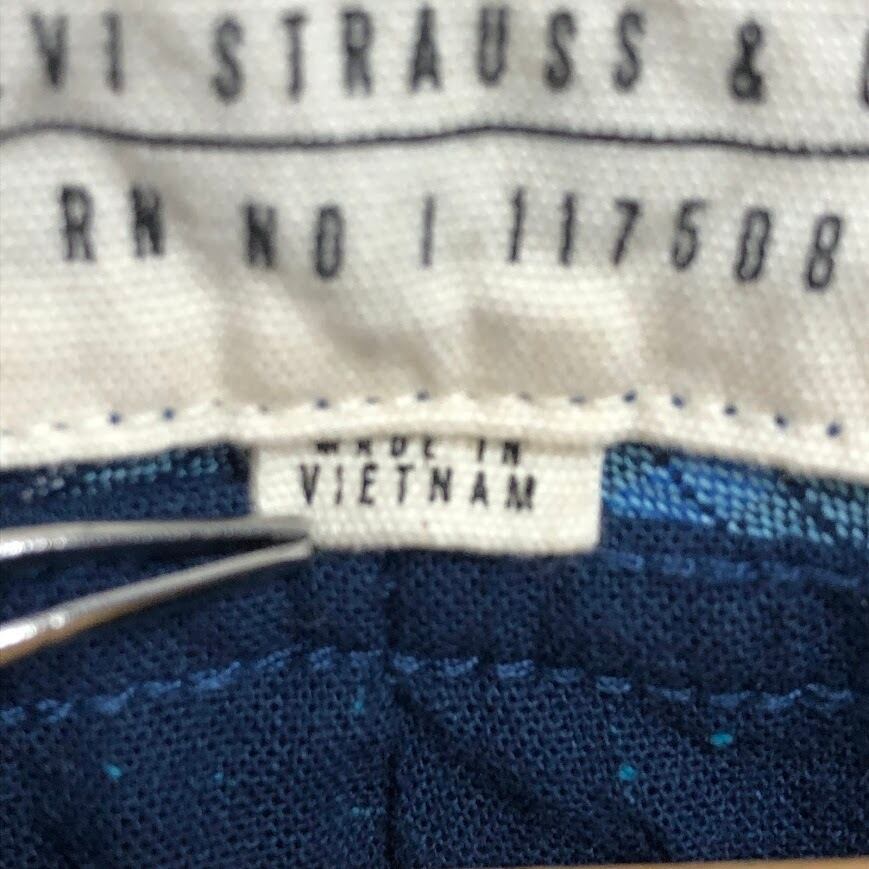 VI STRAUSS &
RN NO | 117508
MADE IN
VIETNAM